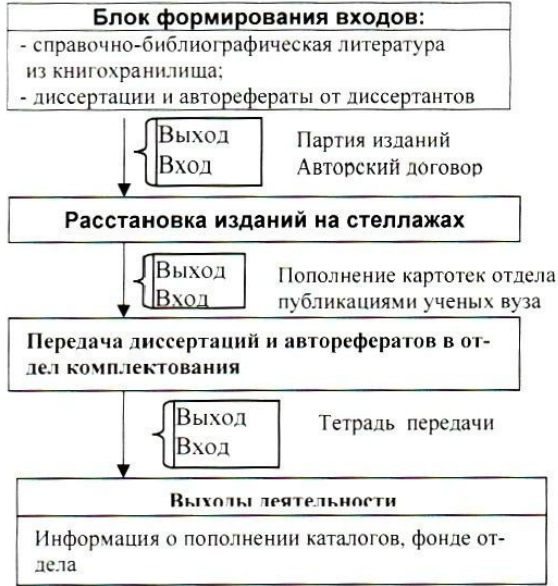 Блок формирования входов:
- справочно-библиографическая литература
из книгохранилища;
- диссертации и авторефераты от диссертантов
Выход
Вход
Партия изданий
Авторский договор
Расстановка изданий на стеллажах
Выход
Вход
Пополнение картотек отдела
публикациями ученых вуза
Передача диссертаций и авторефератов в от-
дел комплектования
Выход
Вход
Тетрадь передачи
Выходы деятельности
Информация о пополнении каталогов, фонде от-
дела